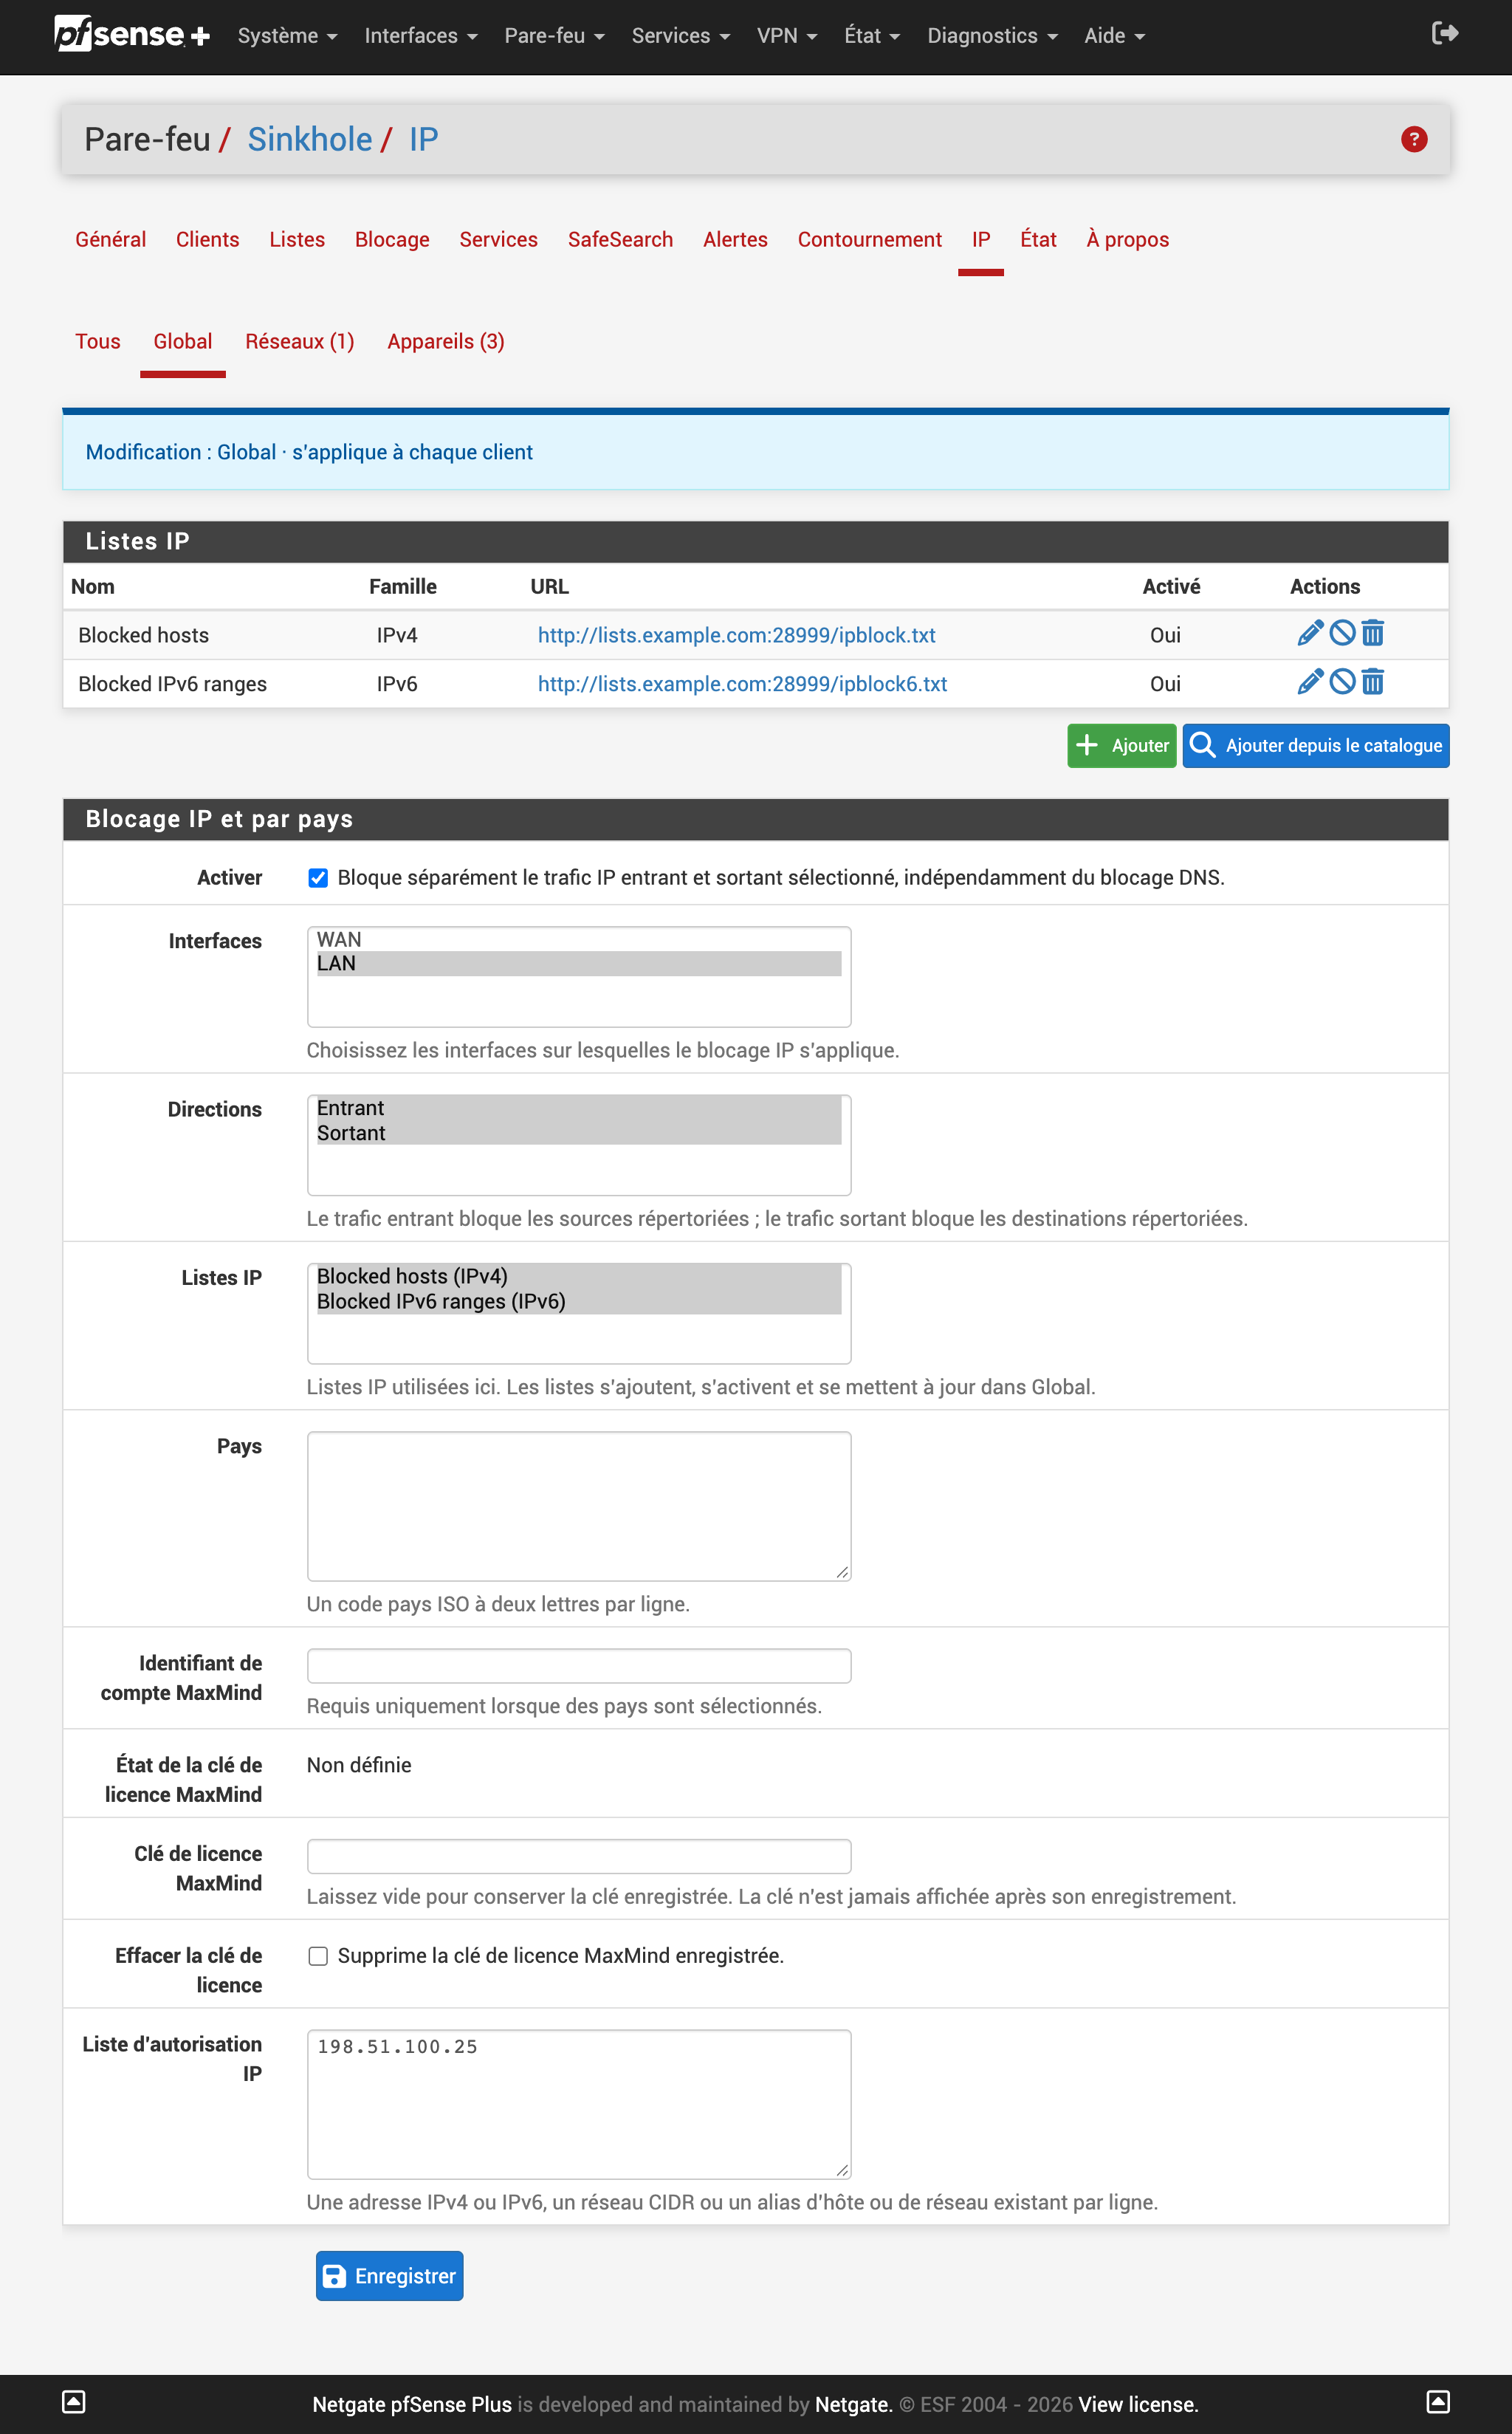 pfsense +
Système
Interfaces
Pare-feu
Services
VPN
État
Diagnostics
Aide
Pare-feu / Sinkhole / IP
?
Général
Clients
Listes
Blocage
Services
SafeSearch
Alertes
Contournement
IP
État
À propos
Tous
Global
Réseaux (1)
Appareils (3)
Modification : Global · s'applique à chaque client
Listes IP
Nom Famille URL Activé Actions
Blocked hosts IPv4 http://lists.example.com:28999/ipblock.txt Oui
Blocked IPv6 ranges IPv6 http://lists.example.com:28999/ipblock6.txt Oui
Ajouter
Ajouter depuis le catalogue
Blocage IP et par pays
Activer
Bloque séparément le trafic IP entrant et sortant sélectionné, indépendamment du blocage DNS.
Interfaces
WAN
LAN
Choisissez les interfaces sur lesquelles le blocage IP s'applique.
Directions
Entrant
Sortant
Le trafic entrant bloque les sources répertoriées ; le trafic sortant bloque les destinations répertoriées.
Listes IP
Blocked hosts (IPv4)
Blocked IPv6 ranges (IPv6)
Listes IP utilisées ici. Les listes s'ajoutent, s'activent et se mettent à jour dans Global.
Pays
Un code pays ISO à deux lettres par ligne.
Identifiant de
compte MaxMind
Requis uniquement lorsque des pays sont sélectionnés.
État de la clé de
licence MaxMind
Non définie
Clé de licence
MaxMind
Laissez vide pour conserver la clé enregistrée. La clé n'est jamais affichée après son enregistrement.
Effacer la clé de
licence
Supprime la clé de licence MaxMind enregistrée.
Liste d'autorisation
IP
198.51.100.25
Une adresse IPv4 ou IPv6, un réseau CIDR ou un alias d'hôte ou de réseau existant par ligne.
Enregistrer
Netgate pfSense Plus is developed and maintained by Netgate. © ESF 2004 - 2026 View license.